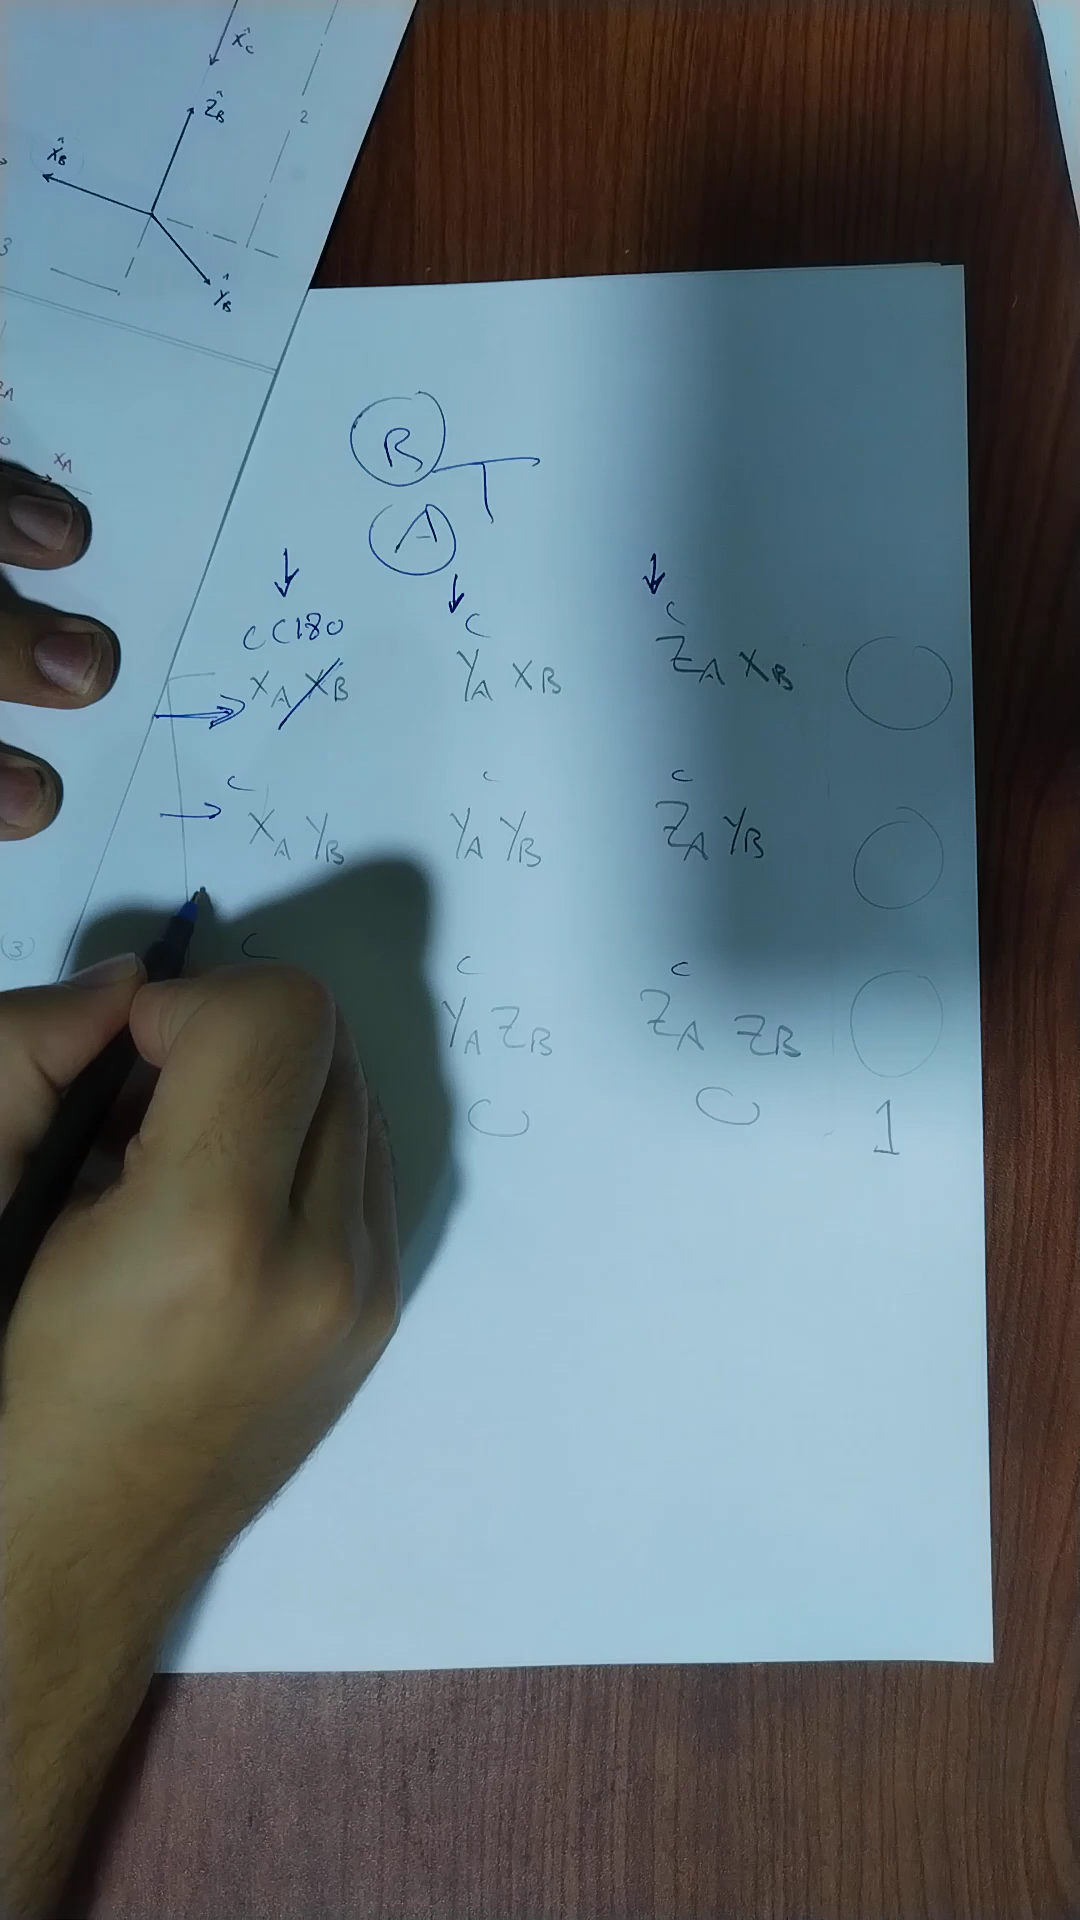 X̂C
ẐB
2
X̂B
3
ŶB
XA
B T
A
CC180 C C
XA XB YA XB ZA XB
C C C
XA YB YA YB ZA YB
(3) C C C
YA ZB ZA ZB
1